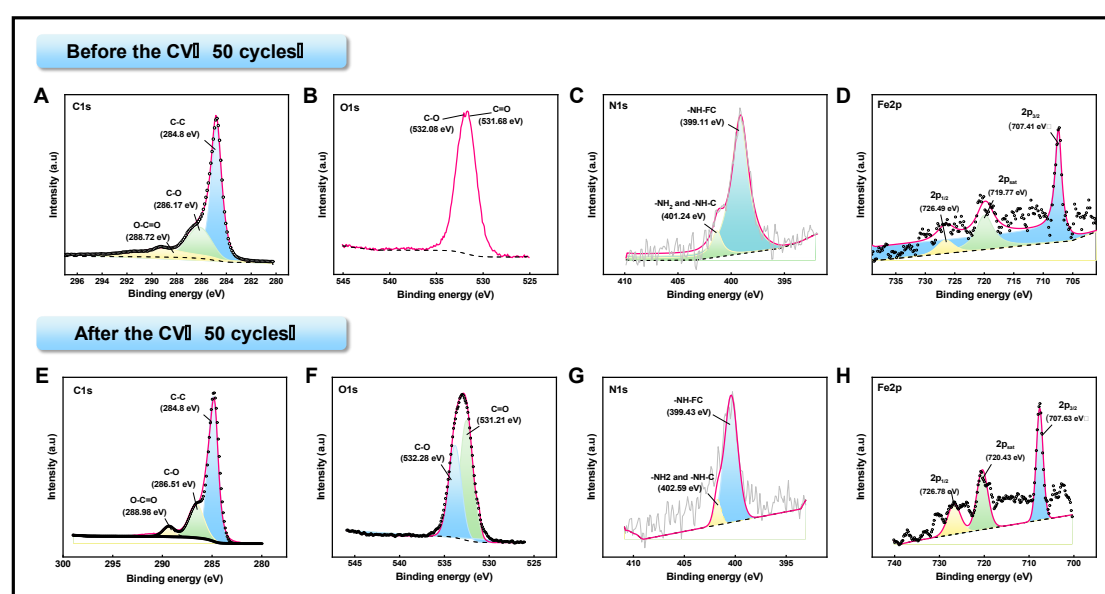 Before the CV 50 cycles
A
C1s
C-C
(284.8 eV)
C-O
(286.17 eV)
O-C=O
(288.72 eV)
Intensity (a.u)
296 294 292 290 288 286 284 282 280
Binding energy (eV)
B
O1s
C-O
(532.08 eV)
C=O
(531.68 eV)
Intensity (a.u)
545 540 535 530 525
Binding energy (eV)
C
N1s
-NH-FC
(399.11 eV)
-NH2 and -NH-C
(401.24 eV)
Intensity (a.u)
410 405 400 395
Binding energy (eV)
D
Fe2p
2p3/2
(707.41 eV
2psat
(719.77 eV)
2p1/2
(726.49 eV)
Intensity (a.u)
735 730 725 720 715 710 705
Binding energy (eV)
After the CV 50 cycles
E
C1s
C-C
(284.8 eV)
C-O
(286.51 eV)
O-C=O
(288.98 eV)
Intensity (a.u)
300 295 290 285 280
Binding energy (eV)
F
O1s
C=O
(531.21 eV)
C-O
(532.28 eV)
Intensity (a.u)
545 540 535 530 525
Binding energy (eV)
G
N1s
-NH-FC
(399.43 eV)
-NH2 and -NH-C
(402.59 eV)
Intensity (a.u)
410 405 400 395
Binding energy (eV)
H
Fe2p
2p3/2
(707.63 eV
2psat
(720.43 eV)
2p1/2
(726.78 eV)
Intensity (a.u)
740 730 720 710 700
Binding energy (eV)